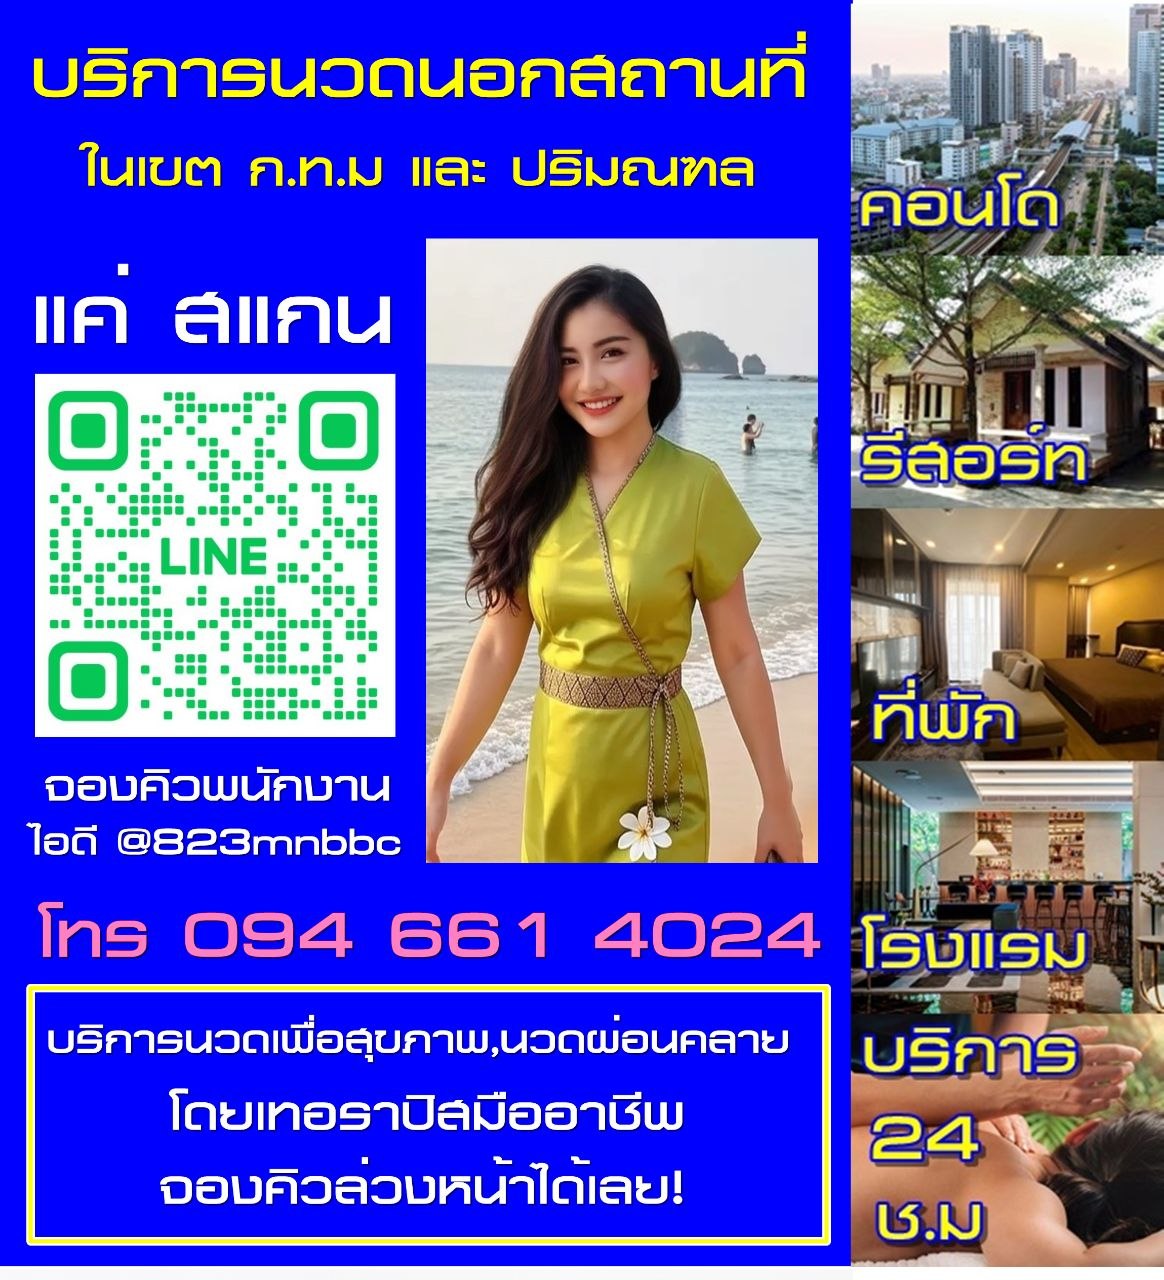 บริการนวดนอกสถานที่
ในเขต ก.ท.ม และ ปริมณฑล
แค่ สแกน
LINE
จองคิวพนักงาน
ไอดี @823mnbbc
โทร 094 661 4024
บริการนวดเพื่อสุขภาพ,นวดผ่อนคลาย
โดยเทอราปิสมืออาชีพ
จองคิวล่วงหน้าได้เลย!
คอนโด
รีสอร์ท
ที่พัก
โรงแรม
บริการ
24
ช.ม